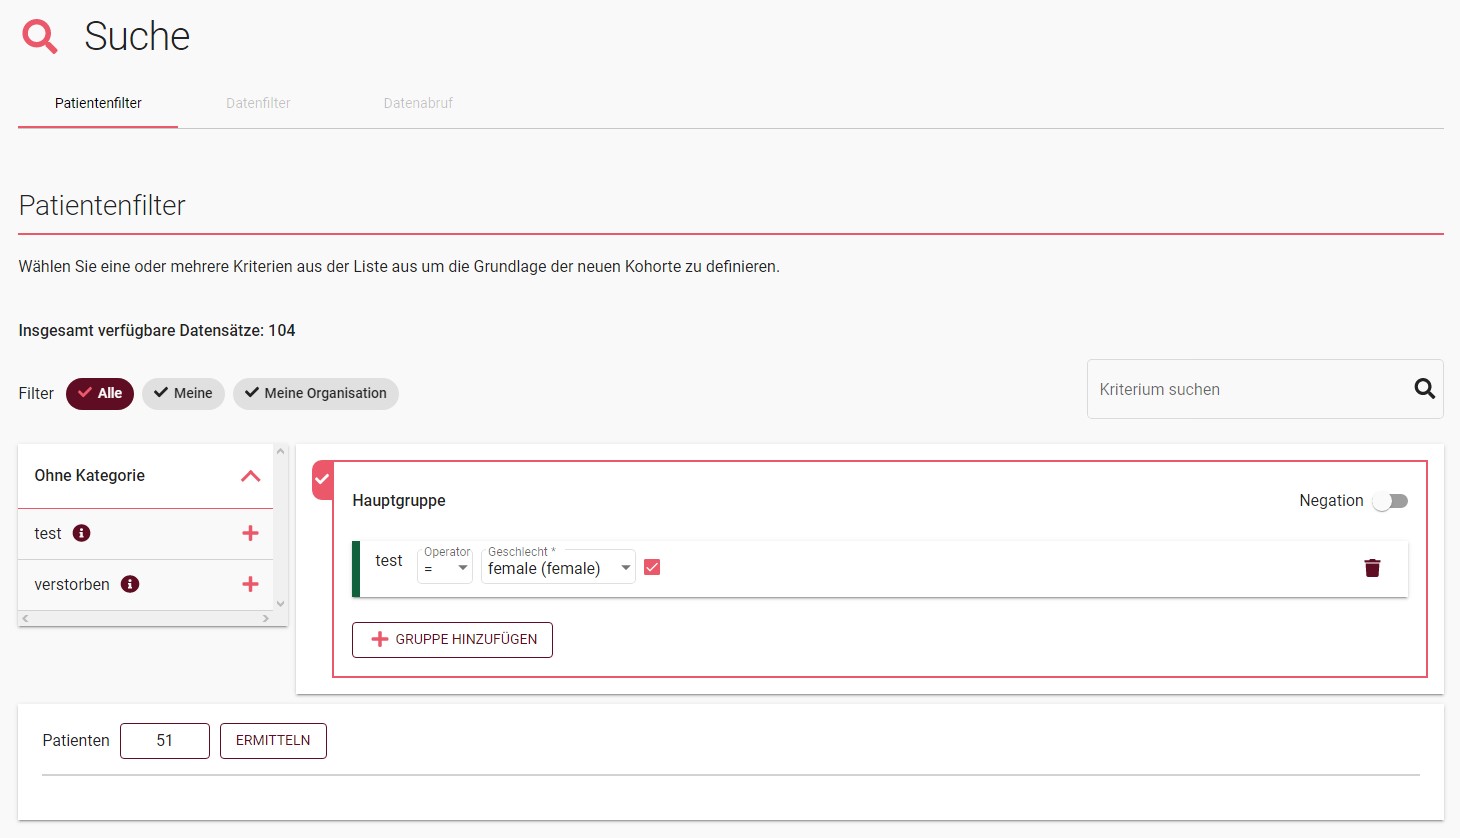 Suche
Patientenfilter Datenfilter Datenabruf
Patientenfilter
Wählen Sie eine oder mehrere Kriterien aus der Liste aus um die Grundlage der neuen Kohorte zu definieren.
Insgesamt verfügbare Datensätze: 104
Filter Alle Meine Meine Organisation
Kriterium suchen
Ohne Kategorie
test
verstorben
Hauptgruppe
Negation
test
Operator
=
Geschlecht *
female (female)
GRUPPE HINZUFÜGEN
Patienten 51 ERMITTELN